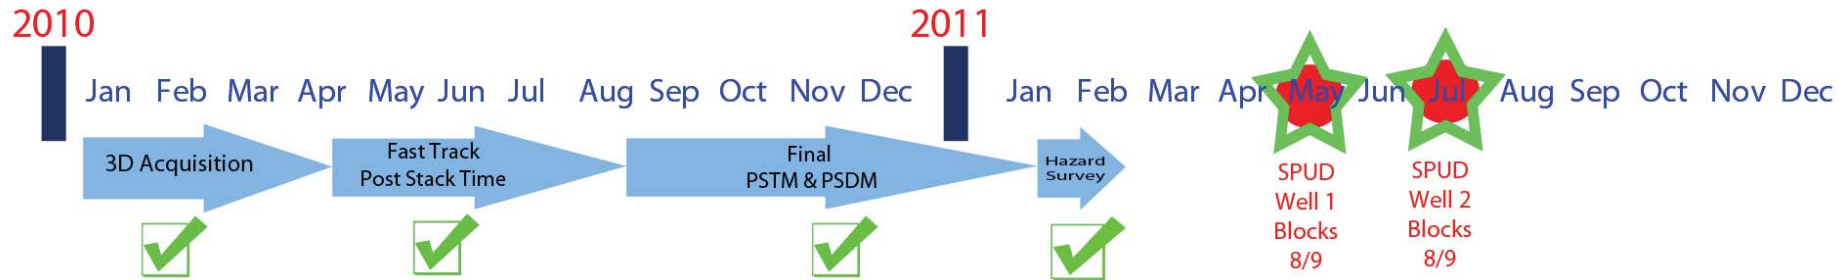 2010
2011
Jan Feb Mar Apr May Jun Jul Aug Sep Oct Nov Dec
Jan Feb Mar Apr May Jun Jul Aug Sep Oct Nov Dec
3D Acquisition
Fast Track
Post Stack Time
Final
PSTM & PSDM
Hazard
Survey
SPUD
Well 1
Blocks
8/9
SPUD
Well 2
Blocks
8/9